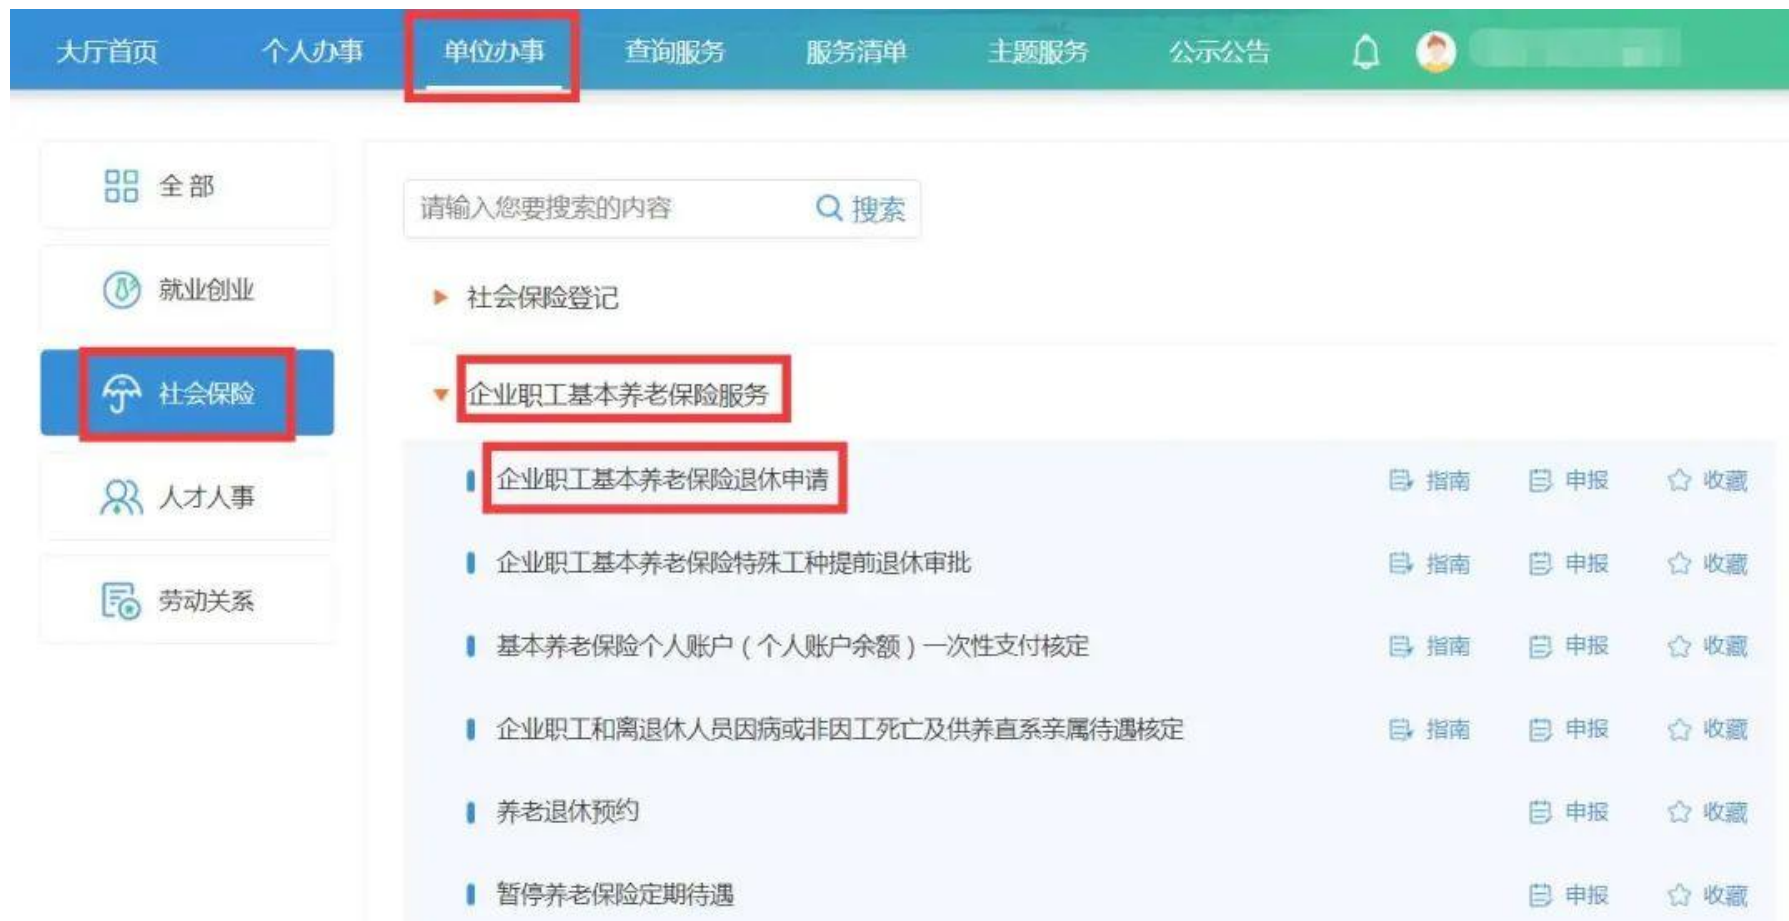 大厅首页 个人办事 单位办事 查询服务 服务清单 主题服务 公示公告
全部
就业创业
社会保险
人才人事
劳动关系
请输入您要搜索的内容 搜索
社会保险登记
企业职工基本养老保险服务
企业职工基本养老保险退休申请 指南 申报 收藏
企业职工基本养老保险特殊工种提前退休审批 指南 申报 收藏
基本养老保险个人账户（个人账户余额）一次性支付核定 指南 申报 收藏
企业职工和离退休人员因病或非因工死亡及供养直系亲属待遇核定 指南 申报 收藏
养老退休预约 申报 收藏
暂停养老保险定期待遇 申报 收藏